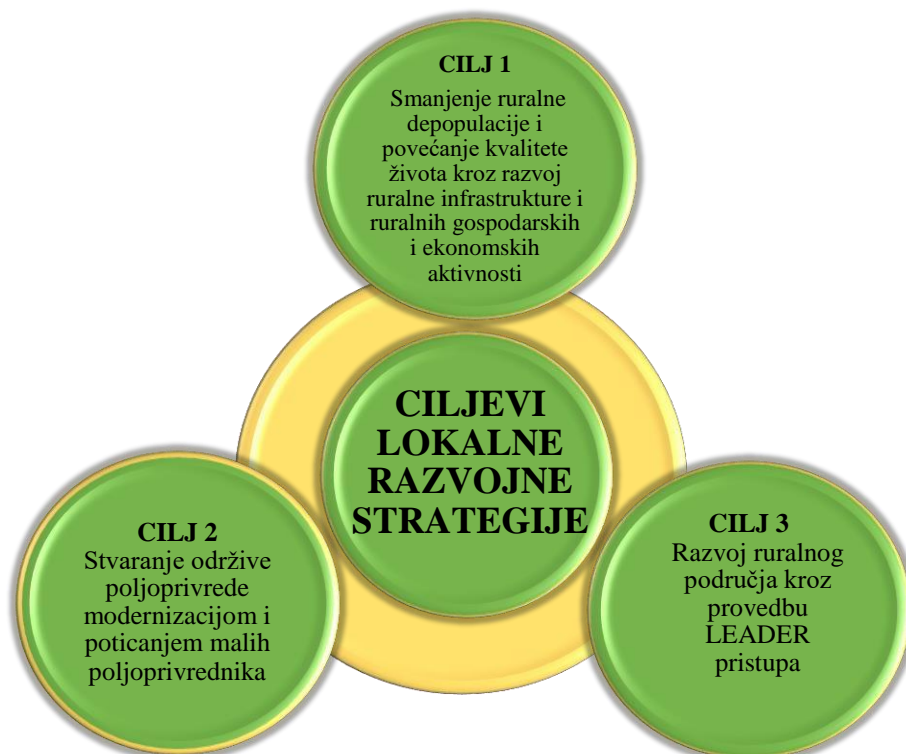 CILJ 1
Smanjenje ruralne
depopulacije i
povećanje kvalitete
života kroz razvoj
ruralne infrastrukture i
ruralnih gospodarskih
i ekonomskih
aktivnosti
CILJEVI
LOKALNE
RAZVOJNE
STRATEGIJE
CILJ 2
Stvaranje održive
poljoprivrede
modernizacijom i
poticanjem malih
poljoprivrednika
CILJ 3
Razvoj ruralnog
područja kroz
provedbu
LEADER
pristupa